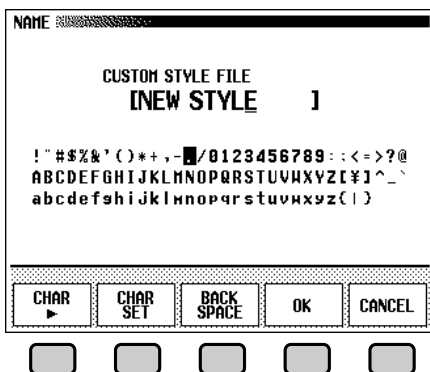 NAME
CUSTOM STYLE FILE
[NEW STYLE ]
!"#$%&'()*+,-./0123456789:;<=>?@
ABCDEFGHIJKLMNOPQRSTUVWXYZ[¥]^_`
abcdefghijklmnopqrstuvwxyz{|}
CHAR ▶
CHAR SET
BACK SPACE
OK
CANCEL